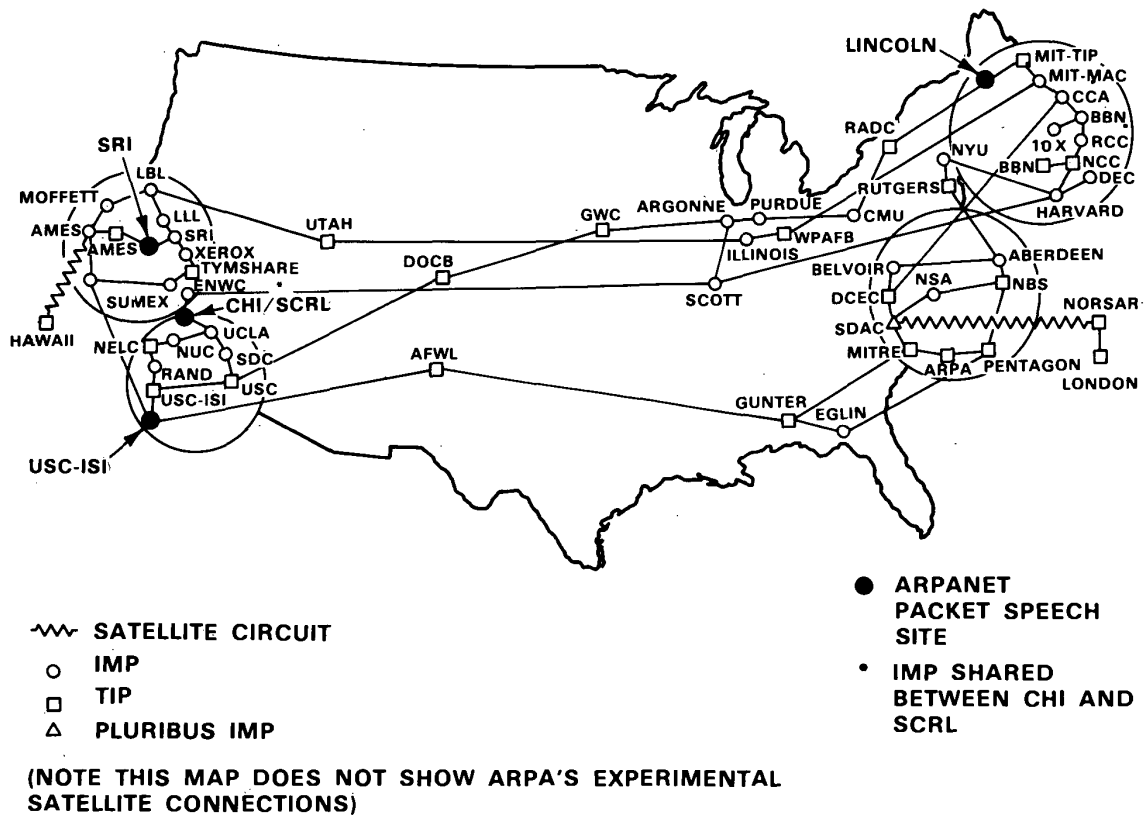 LINCOLN
MIT-TIP
MIT-MAC
CCA
BBN
10X
RCC
RADC
NYU
BBN
NCC
DEC
RUTGERS
HARVARD
SRI
LBL
MOFFETT
LLL
AMES
AMES
SRI
XEROX
TYMSHARE
SUMEX
FNWC
CHI/SCRL
HAWAII
UTAH
GWC
ARGONNE
PURDUE
CMU
ILLINOIS
WPAFB
DOCB
SCOTT
BELVOIR
ABERDEEN
NSA
DCEC
NBS
NORSAR
SDAC
MITRE
ARPA
PENTAGON
LONDON
NELC
UCLA
NUC
SDC
RAND
USC
USC-ISI
AFWL
GUNTER
EGLIN
USC-ISI
SATELLITE CIRCUIT
IMP
TIP
PLURIBUS IMP
(NOTE THIS MAP DOES NOT SHOW ARPA'S EXPERIMENTAL
SATELLITE CONNECTIONS)
ARPANET
PACKET SPEECH
SITE
IMP SHARED
BETWEEN CHI AND
SCRL